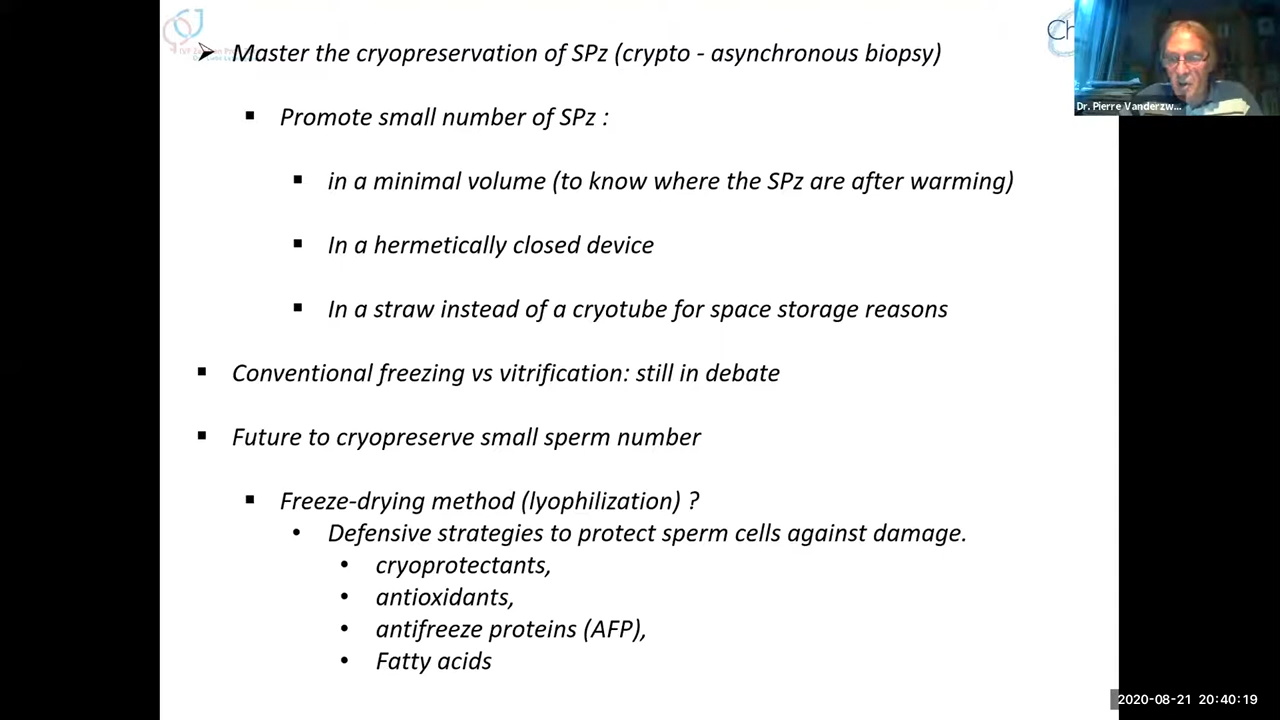 Master the cryopreservation of SPz (crypto - asynchronous biopsy)
Ch
Promote small number of SPz :
Dr. Pierre Vanderzw...
in a minimal volume (to know where the SPz are after warming)
In a hermetically closed device
In a straw instead of a cryotube for space storage reasons
Conventional freezing vs vitrification: still in debate
Future to cryopreserve small sperm number
Freeze-drying method (lyophilization) ?
Defensive strategies to protect sperm cells against damage.
cryoprotectants,
antioxidants,
antifreeze proteins (AFP),
Fatty acids
2020-08-21 20:40:19